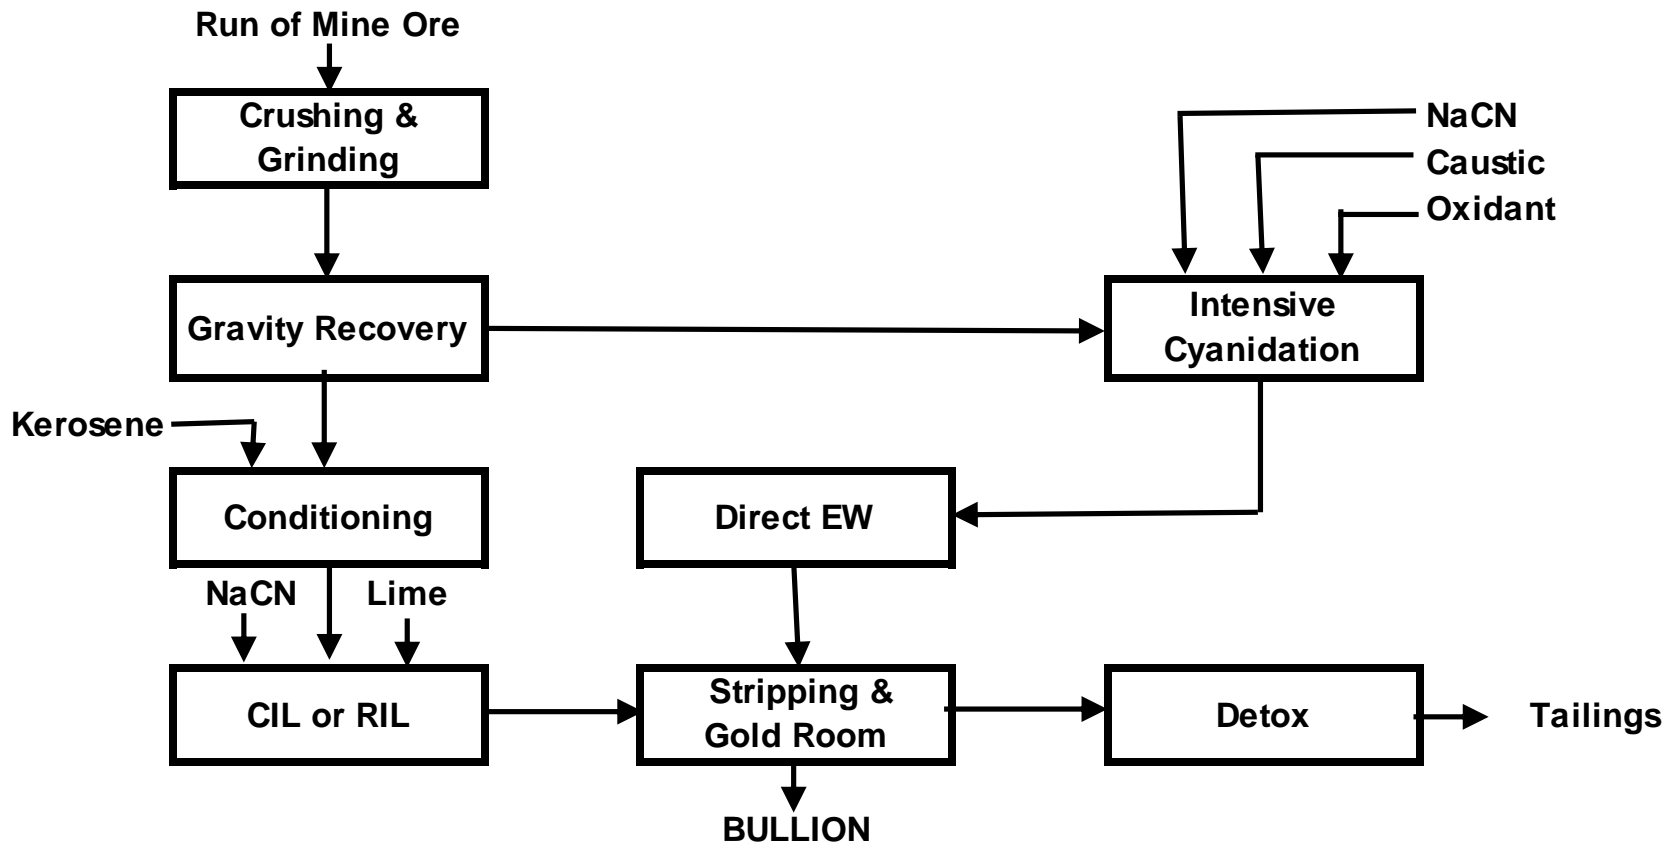 Run of Mine Ore
Crushing &
Grinding
NaCN
Caustic
Oxidant
Gravity Recovery
Intensive
Cyanidation
Kerosene
Conditioning
Direct EW
NaCN
Lime
CIL or RIL
Stripping &
Gold Room
Detox
Tailings
BULLION